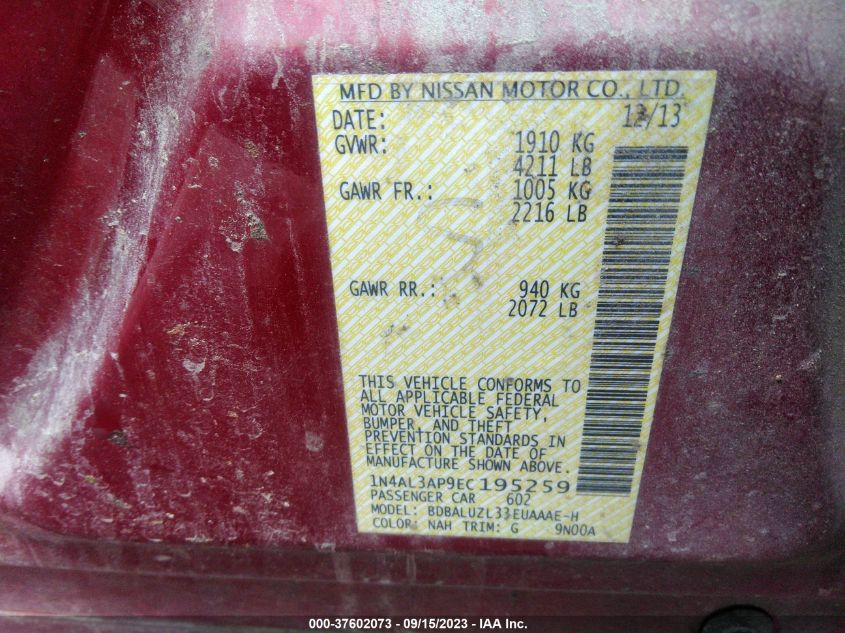 MFD BY NISSAN MOTOR CO., LTD.
DATE: 12/13
GVWR: 1910 KG
4211 LB
GAWR FR.: 1005 KG
2216 LB
GAWR RR.: 940 KG
2072 LB
THIS VEHICLE CONFORMS TO
ALL APPLICABLE FEDERAL
MOTOR VEHICLE SAFETY,
BUMPER, AND THEFT
PREVENTION STANDARDS IN
EFFECT ON THE DATE OF
MANUFACTURE SHOWN ABOVE.
1N4AL3AP9EC195259
PASSENGER CAR 602
MODEL: BDBALUZL33EUAAAE-H
COLOR: NAH TRIM: G 9N00A
000-37602073 - 09/15/2023 - IAA Inc.